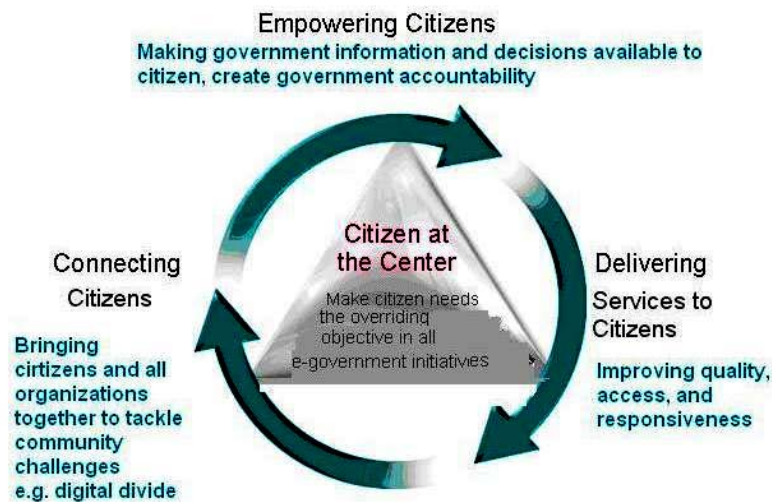 Empowering Citizens
Making government information and decisions available to
citizen, create government accountability
Citizen at
the Center
Make citizen needs
the overriding
objective in all
e-government initiatives
Connecting
Citizens
Bringing
cirtizens and all
organizations
together to tackle
community
challenges
e.g. digital divide
Delivering
Services to
Citizens
Improving quality,
access, and
responsiveness